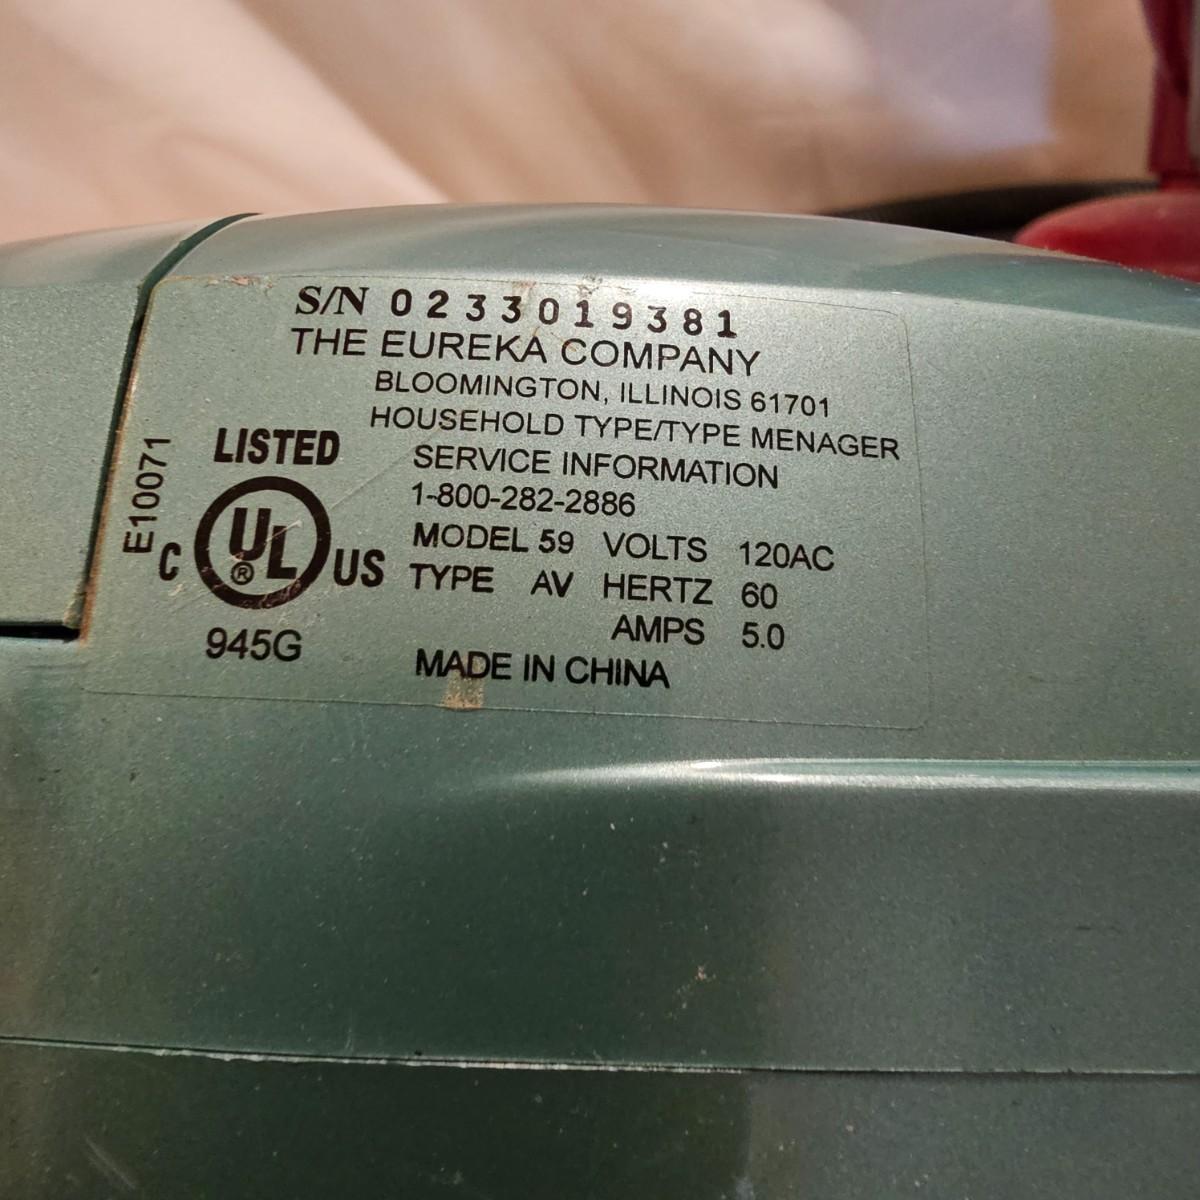 S/N 0233019381
THE EUREKA COMPANY
BLOOMINGTON, ILLINOIS 61701
HOUSEHOLD TYPE/TYPE MENAGER
SERVICE INFORMATION
1-800-282-2886
MODEL 59 VOLTS 120AC
TYPE AV HERTZ 60
AMPS 5.0
MADE IN CHINA
E10071
LISTED
C UL® US
945G